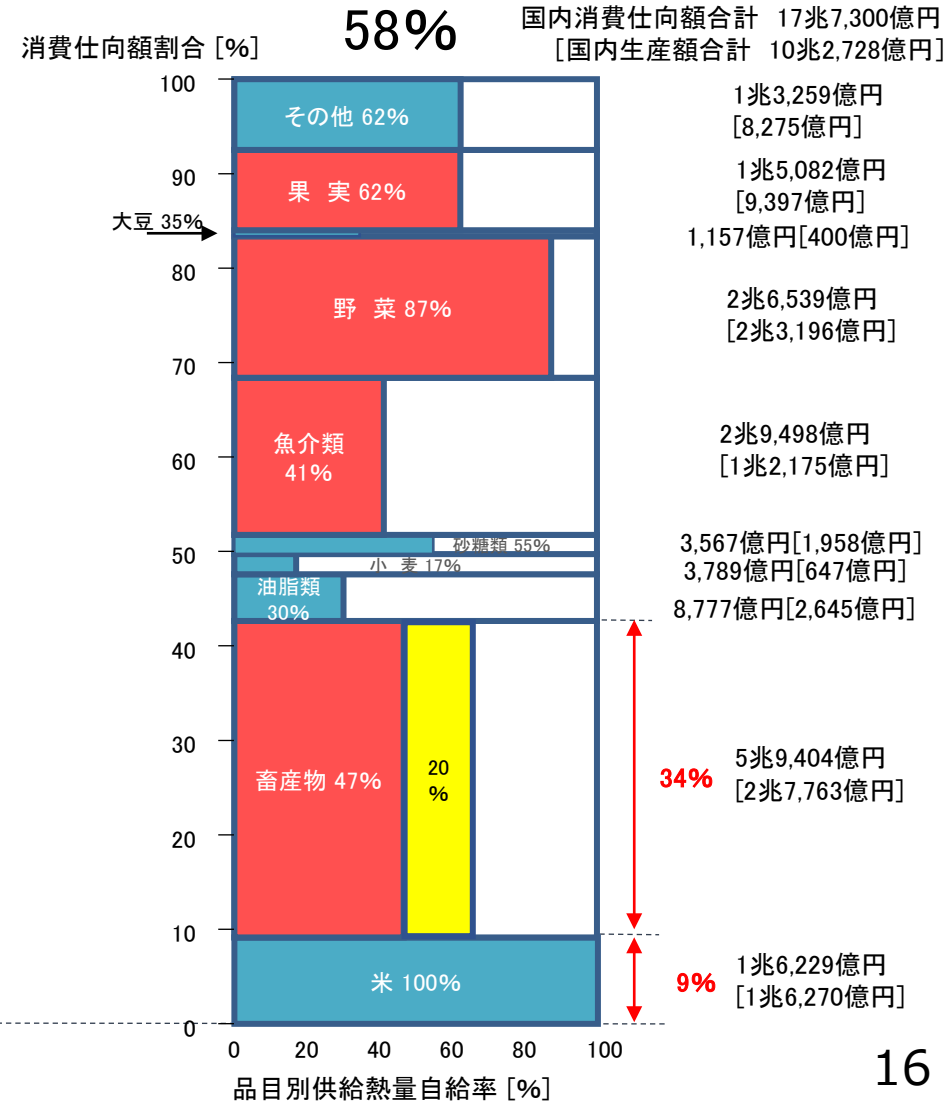 58%
国内消費仕向額合計 17兆7,300億円
[国内生産額合計 10兆2,728億円]
消費仕向額割合 [%]
100
90
80
70
60
50
40
30
20
10
0
その他 62%
1兆3,259億円
[8,275億円]
果 実 62%
1兆5,082億円
[9,397億円]
大豆 35%
1,157億円[400億円]
野 菜 87%
2兆6,539億円
[2兆3,196億円]
魚介類
41%
2兆9,498億円
[1兆2,175億円]
砂糖類 55%
3,567億円[1,958億円]
小 麦 17%
3,789億円[647億円]
油脂類
30%
8,777億円[2,645億円]
畜産物 47%
20
%
34%
5兆9,404億円
[2兆7,763億円]
米 100%
9%
1兆6,229億円
[1兆6,270億円]
0 20 40 60 80 100
品目別供給熱量自給率 [%]
16